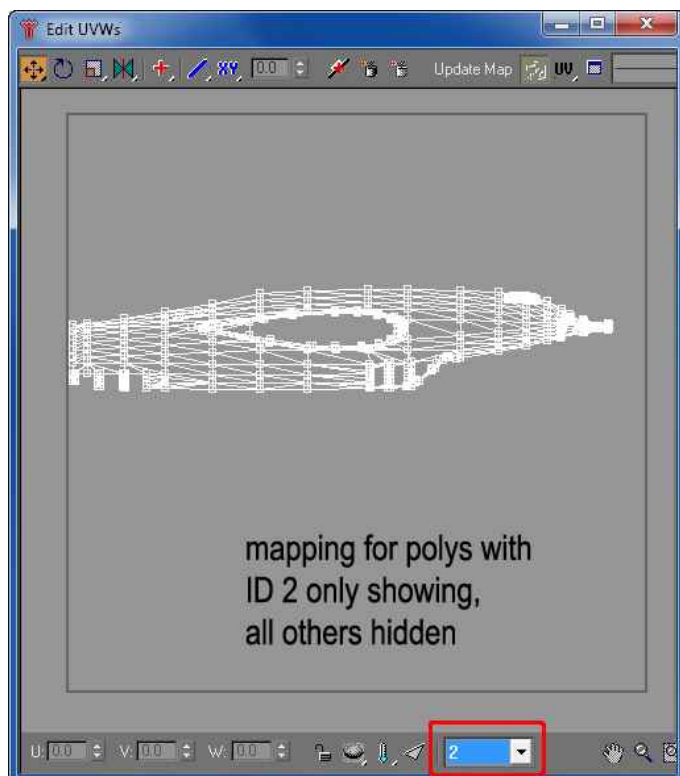 Edit UVWs
XY 0.0 Update Map UV
mapping for polys with
ID 2 only showing,
all others hidden
U: 0.0 V: 0.0 W: 0.0 2